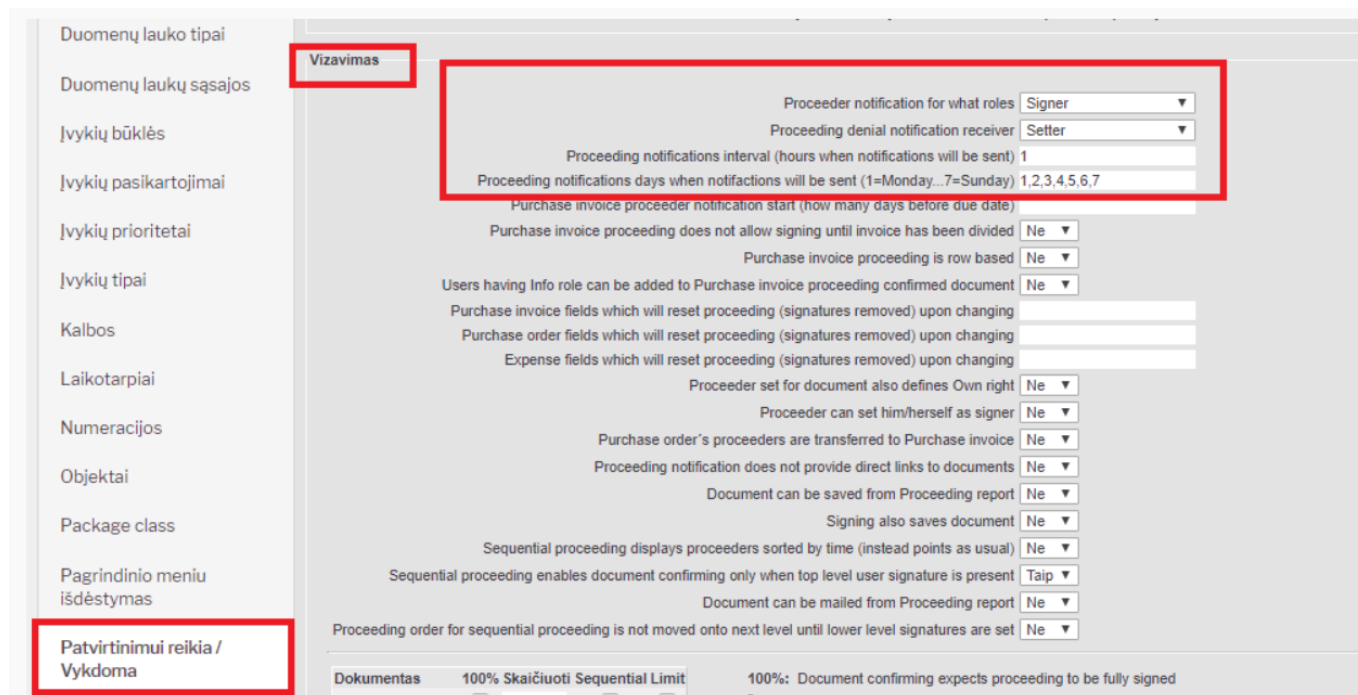 Duomenų lauko tipai
Duomenų laukų sąsajos
Įvykių būklės
Įvykių pasikartojimai
Įvykių prioritetai
Įvykių tipai
Kalbos
Laikotarpiai
Numeracijos
Objektai
Package class
Pagrindinio meniu
išdėstymas
Patvirtinimui reikia /
Vykdoma
Vizavimas
Proceeder notification for what roles Signer
Proceeding denial notification receiver Setter
Proceeding notifications interval (hours when notifications will be sent) 1
Proceeding notifications days when notifactions will be sent (1=Monday...7=Sunday) 1,2,3,4,5,6,7
Purchase invoice proceeder notification start (how many days before due date)
Purchase invoice proceeding does not allow signing until invoice has been divided Ne
Purchase invoice proceeding is row based Ne
Users having Info role can be added to Purchase invoice proceeding confirmed document Ne
Purchase invoice fields which will reset proceeding (signatures removed) upon changing
Purchase order fields which will reset proceeding (signatures removed) upon changing
Expense fields which will reset proceeding (signatures removed) upon changing
Proceeder set for document also defines Own right Ne
Proceeder can set him/herself as signer Ne
Purchase order´s proceeders are transferred to Purchase invoice Ne
Proceeding notification does not provide direct links to documents Ne
Document can be saved from Proceeding report Ne
Signing also saves document Ne
Sequential proceeding displays proceeders sorted by time (instead points as usual) Ne
Sequential proceeding enables document confirming only when top level user signature is present Taip
Document can be mailed from Proceeding report Ne
Proceeding order for sequential proceeding is not moved onto next level until lower level signatures are set Ne
Dokumentas 100% Skaičiuoti Sequential Limit 100%: Document confirming expects proceeding to be fully signed